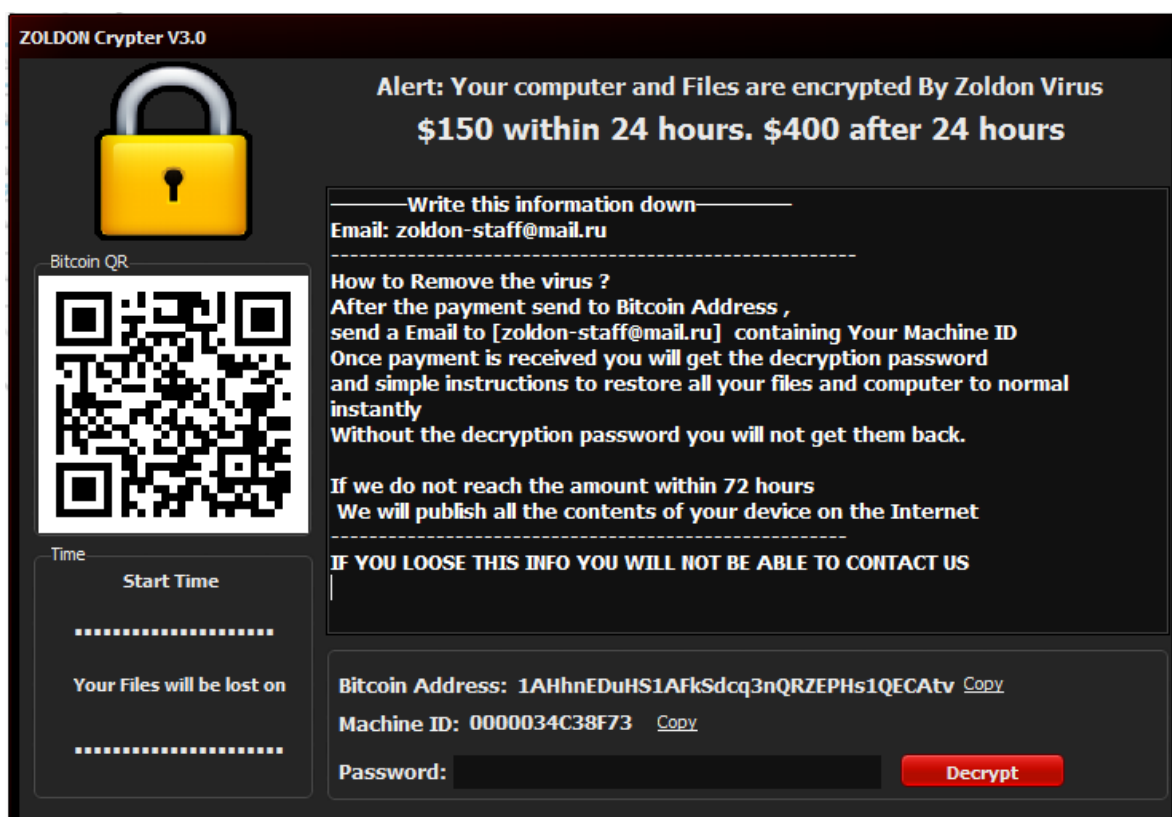 ZOLDON Crypter V3.0
Alert: Your computer and Files are encrypted By Zoldon Virus
$150 within 24 hours. $400 after 24 hours
————Write this information down—————
Email: zoldon-staff@mail.ru
-------------------------------------------------------
How to Remove the virus ?
After the payment send to Bitcoin Address ,
send a Email to [zoldon-staff@mail.ru]  containing Your Machine ID
Once payment is received you will get the decryption password
and simple instructions to restore all your files and computer to normal
instantly
Without the decryption password you will not get them back.
If we do not reach the amount within 72 hours
We will publish all the contents of your device on the Internet
------------------------------------------------------
IF YOU LOOSE THIS INFO YOU WILL NOT BE ABLE TO CONTACT US
Bitcoin QR
Time
Start Time
.....................
Your Files will be lost on
......................
Bitcoin Address: 1AHhnEDuHS1AFkSdcq3nQRZEPHs1QECAtv Copy
Machine ID: 0000034C38F73 Copy
Password:
Decrypt